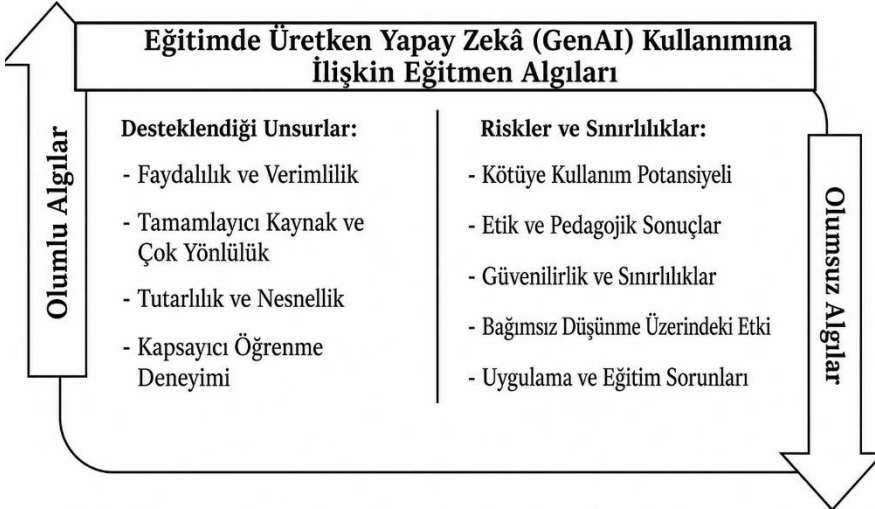 Eğitimde Üretken Yapay Zekâ (GenAI) Kullanımına
İlişkin Eğitmen Algıları
Olumlu Algılar
Desteklendiği Unsurlar:
- Faydalılık ve Verimlilik
- Tamamlayıcı Kaynak ve
Çok Yönlülük
- Tutarlılık ve Nesnellik
- Kapsayıcı Öğrenme
Deneyimi
Riskler ve Sınırlılıklar:
- Kötüye Kullanım Potansiyeli
- Etik ve Pedagojik Sonuçlar
- Güvenilirlik ve Sınırlılıklar
- Bağımsız Düşünme Üzerindeki Etki
- Uygulama ve Eğitim Sorunları
Olumsuz Algılar